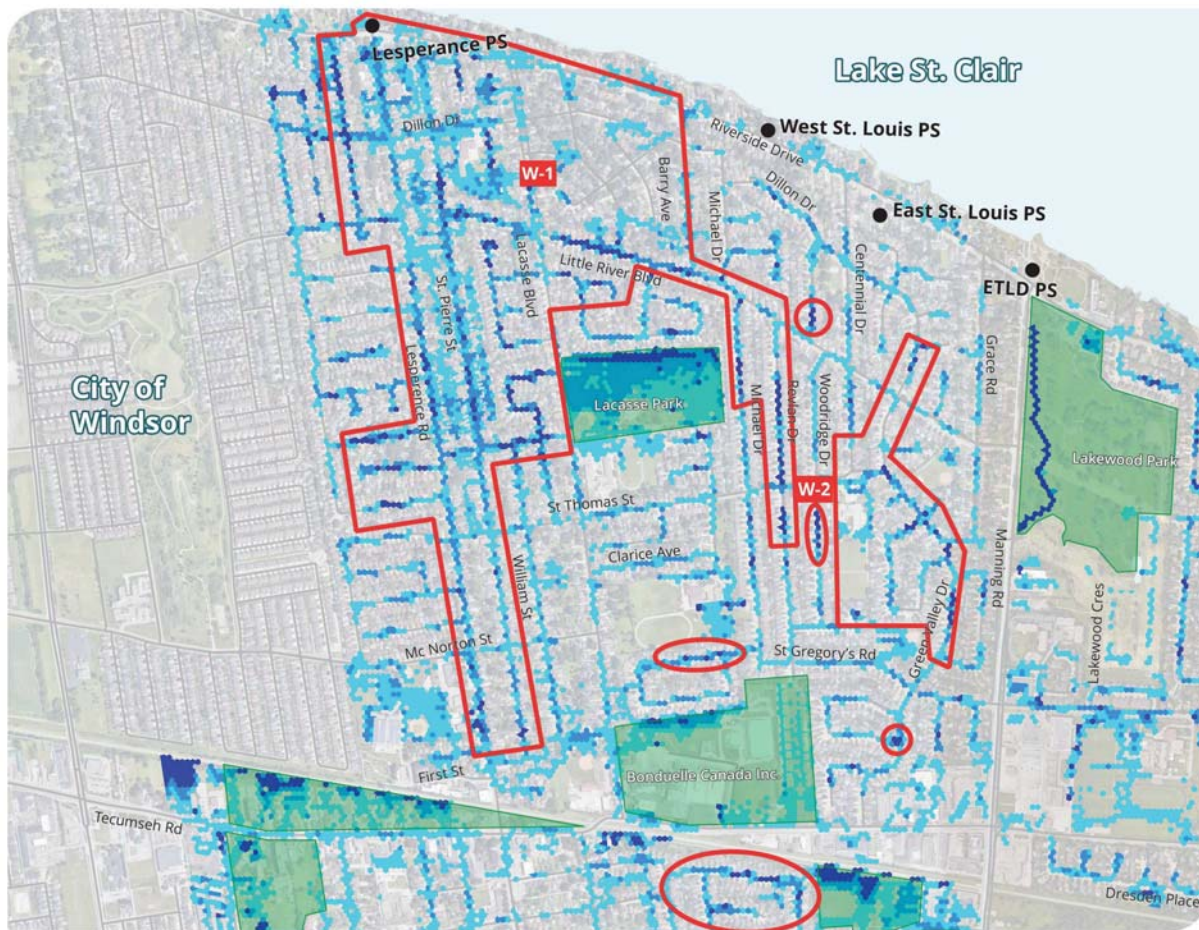 Lesperance PS
Lake St. Clair
West St. Louis PS
Riverside Drive
Dillon Dr
W-1
Barry Ave
Michael Dr
Dillon Dr
East St. Louis PS
Lacasse Blvd
Little River Blvd
Centennial Dr
ETLD PS
St. Pierre St
Grace Rd
City of
Windsor
Lesperence Rd
Lacasse Park
Michael Dr
Revlan Dr
Woodridge Dr
Lakewood Park
W-2
St Thomas St
Clarice Ave
William St
Manning Rd
Green Valley Dr
Lakewood Cres
Mc Norton St
St Gregory's Rd
First St
Bonduelle Canada Inc.
Tecumseh Rd
Dresden Place